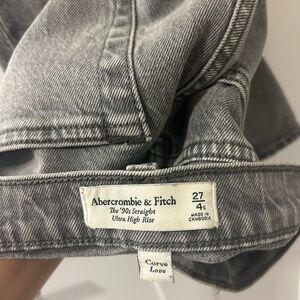 Abercrombie & Fitch
The '90s Straight
Ultra High Rise
27
4s
MADE IN
CAMBODIA
Curve
Love